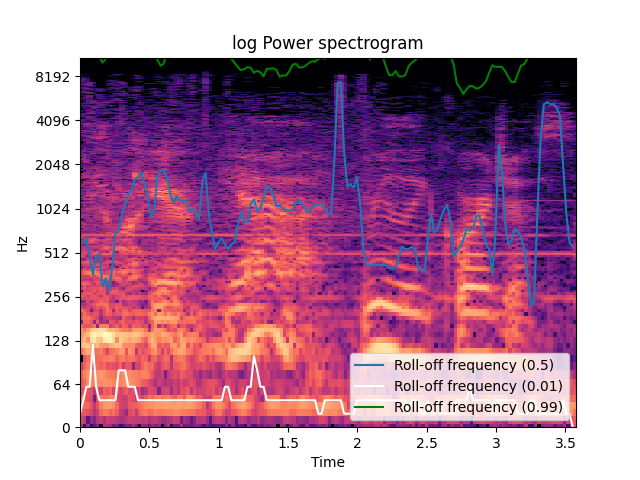 log Power spectrogram
Hz
8192
4096
2048
1024
512
256
128
64
0
Roll-off frequency (0.5)
Roll-off frequency (0.01)
Roll-off frequency (0.99)
0 0.5 1 1.5 2 2.5 3 3.5
Time